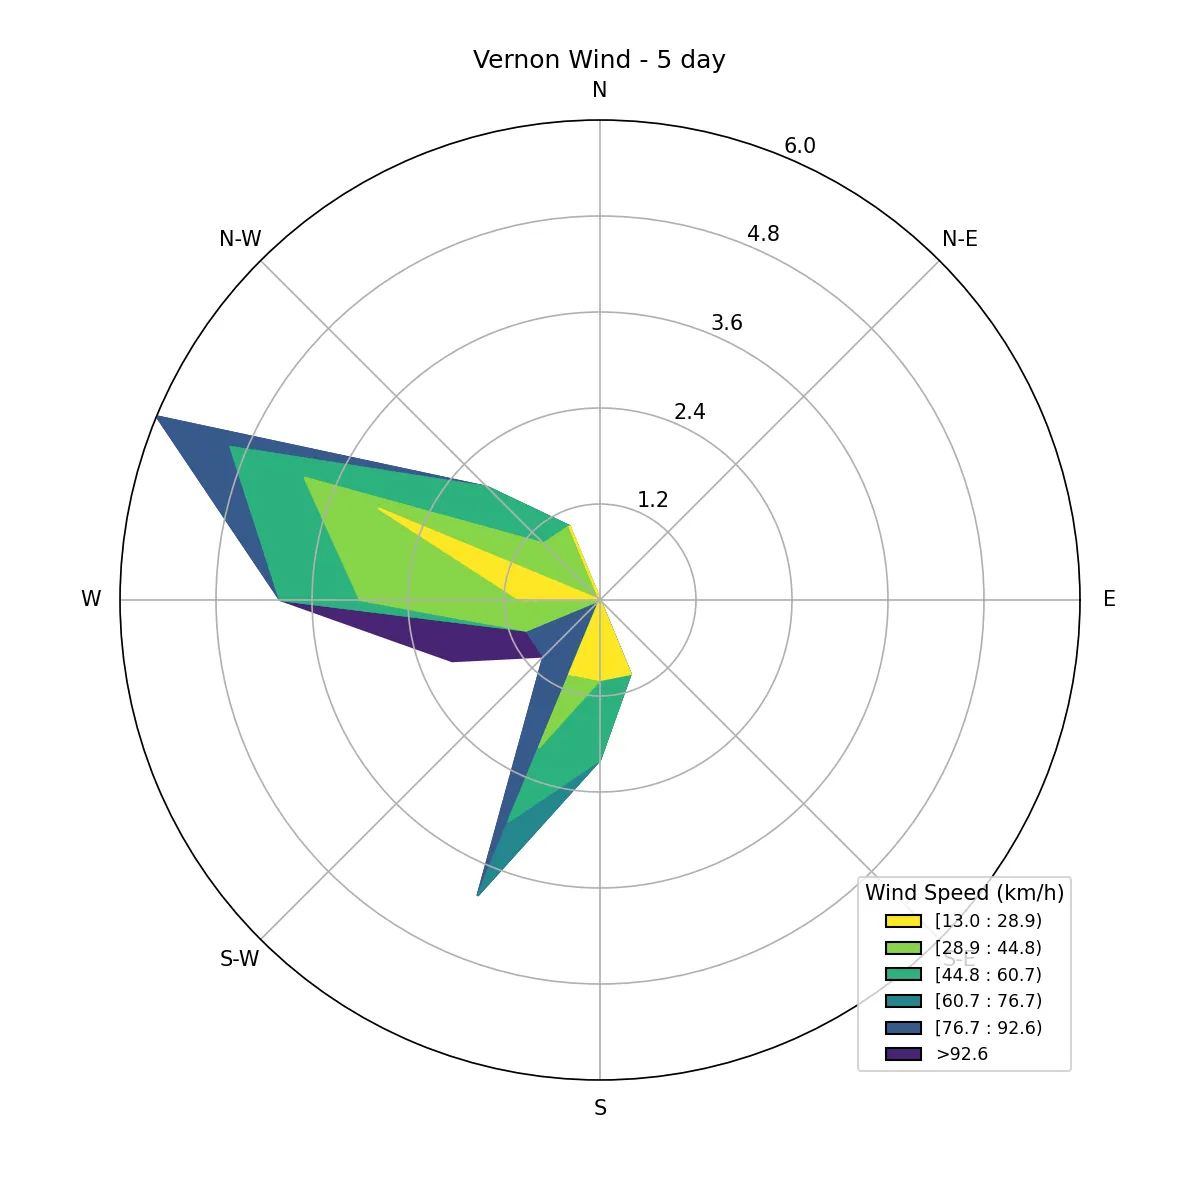 Vernon Wind - 5 day
N
6.0
4.8
N-W
N-E
3.6
2.4
1.2
W
E
S-W
S-E
S
Wind Speed (km/h)
[13.0 : 28.9)
[28.9 : 44.8)
[44.8 : 60.7)
[60.7 : 76.7)
[76.7 : 92.6)
>92.6